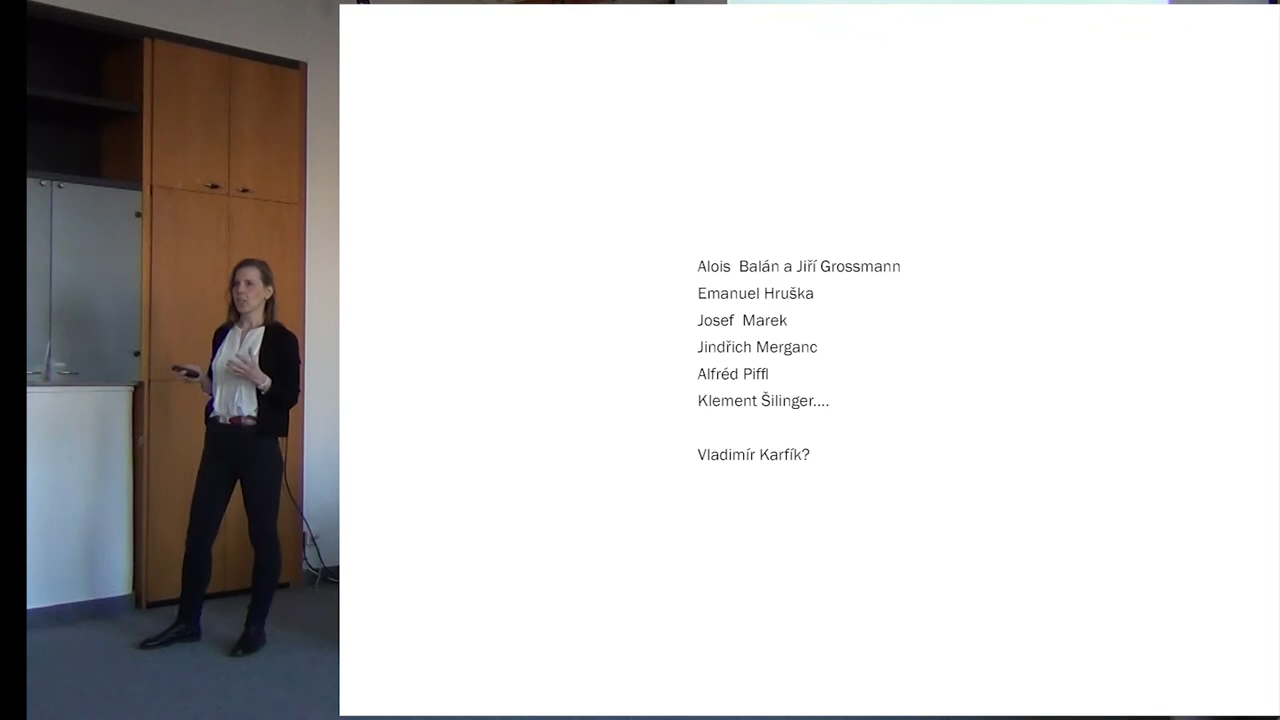 Alois Balán a Jiří Grossmann
Emanuel Hruška
Josef Marek
Jindřich Merganc
Alfréd Piffl
Klement Šilinger....
Vladimír Karfík?